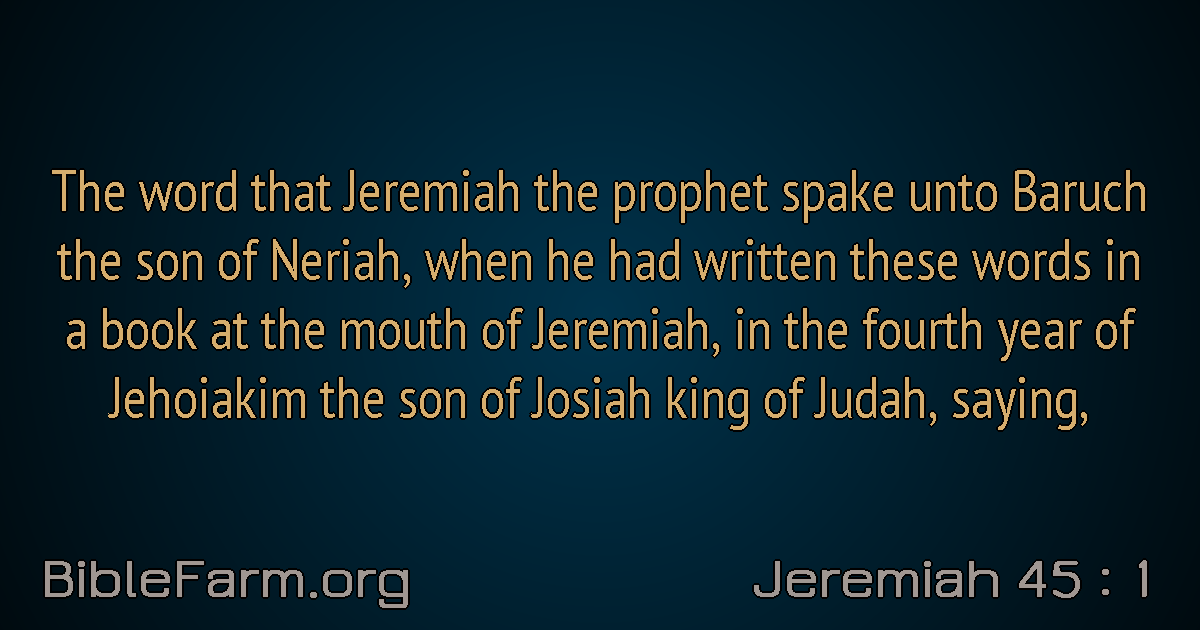 The word that Jeremiah the prophet spake unto Baruch
the son of Neriah, when he had written these words in
a book at the mouth of Jeremiah, in the fourth year of
Jehoiakim the son of Josiah king of Judah, saying,
BibleFarm.org
Jeremiah 45 : 1